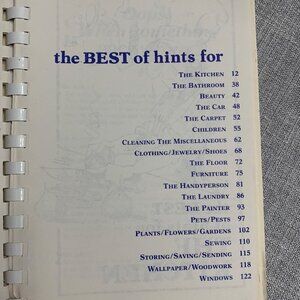 the BEST of hints for
THE KITCHEN 12
THE BATHROOM 38
BEAUTY 42
THE CAR 48
THE CARPET 52
CHILDREN 55
CLEANING THE MISCELLANEOUS 62
CLOTHING/JEWELRY/SHOES 68
THE FLOOR 72
FURNITURE 75
THE HANDYPERSON 81
THE LAUNDRY 86
THE PAINTER 93
PETS/PESTS 97
PLANTS/FLOWERS/GARDENS 102
SEWING 110
STORING/SAVING/SENDING 115
WALLPAPER/WOODWORK 118
WINDOWS 122